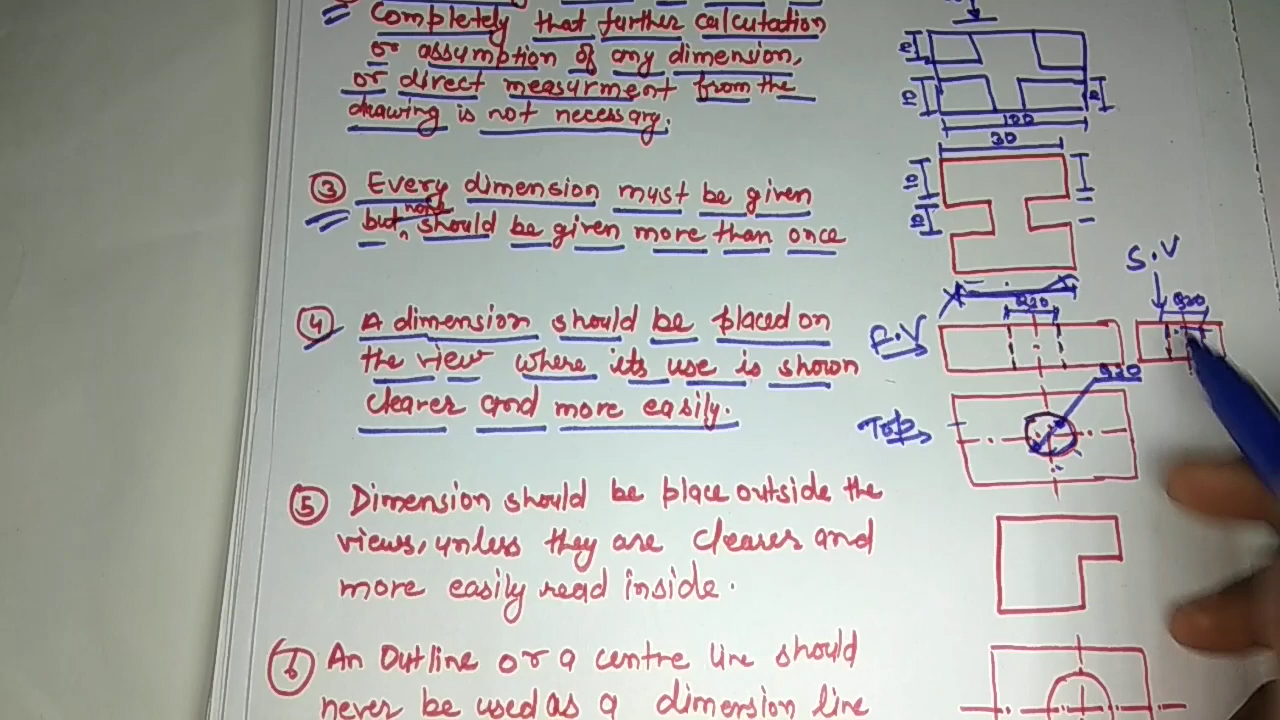 completely that further calculation
or assumption of any dimension,
or direct measurment from the
drawing is not necessary.
③ Every dimension must be given
but not should be given more than once
④ A dimension should be placed on
the view where its use is shown
clearer and more easily.
⑤ Dimension should be place outside the
views, unless they are clearer and
more easily read inside.
⑥ An Outline or a centre line should
never be used as a dimension line
120
30
10
S.V
F.V
Top